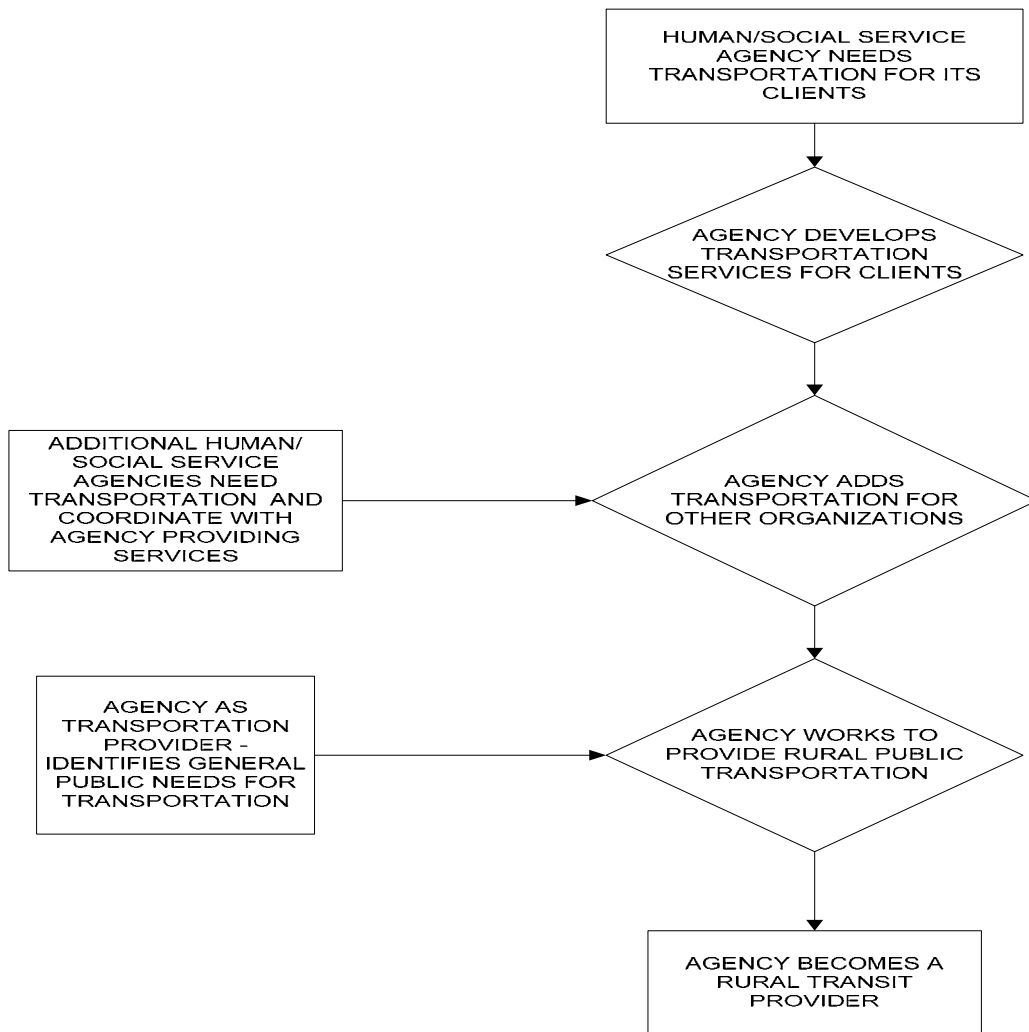 HUMAN/SOCIAL SERVICE
AGENCY NEEDS
TRANSPORTATION FOR ITS
CLIENTS
AGENCY DEVELOPS
TRANSPORTATION
SERVICES FOR CLIENTS
ADDITIONAL HUMAN/
SOCIAL SERVICE
AGENCIES NEED
TRANSPORTATION AND
COORDINATE WITH
AGENCY PROVIDING
SERVICES
AGENCY ADDS
TRANSPORTATION FOR
OTHER ORGANIZATIONS
AGENCY AS
TRANSPORTATION
PROVIDER -
IDENTIFIES GENERAL
PUBLIC NEEDS FOR
TRANSPORTATION
AGENCY WORKS TO
PROVIDE RURAL PUBLIC
TRANSPORTATION
AGENCY BECOMES A
RURAL TRANSIT
PROVIDER